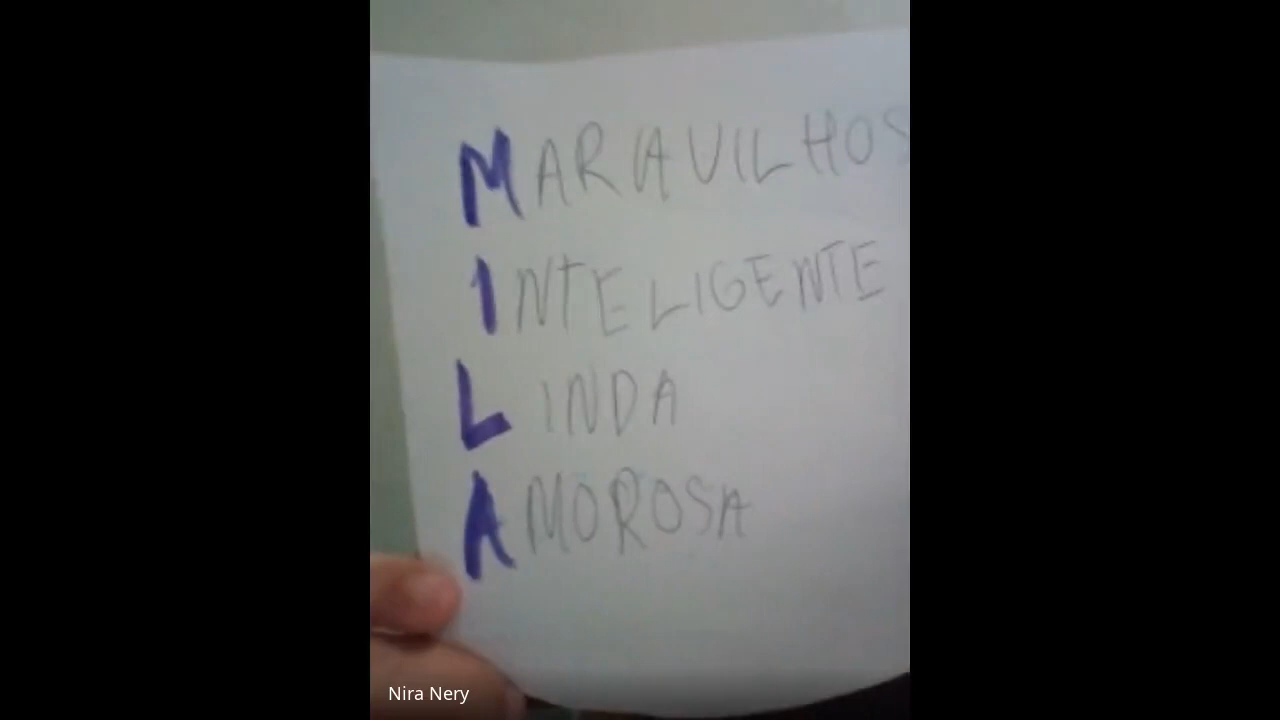 MARAVILHOS
INTELIGENTE
LINDA
AMOROSA
Nira Nery